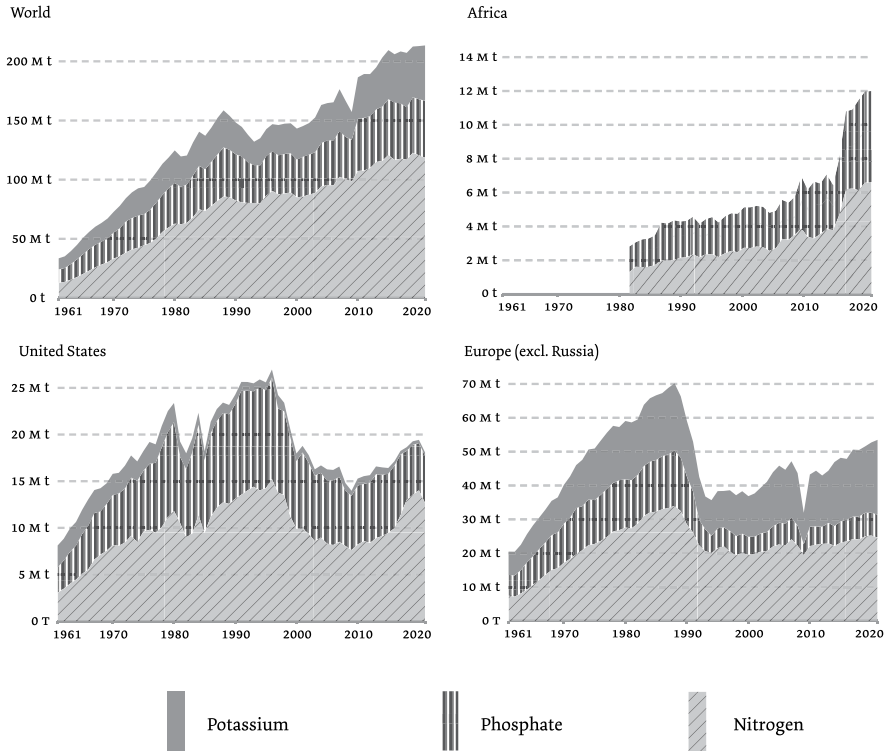 World
200 M t
150 M t
100 M t
50 M t
0 t
1961 1970 1980 1990 2000 2010 2020
Africa
14 M t
12 M t
10 M t
8 M t
6 M t
4 M t
2 M t
0 t
1961 1970 1980 1990 2000 2010 2020
United States
25 M t
20 M t
15 M t
10 M t
5 M t
0 T
1961 1970 1980 1990 2000 2010 2020
Europe (excl. Russia)
70 M t
60 M t
50 M t
40 M t
30 M t
20 M t
10 M t
0 T
1961 1970 1980 1990 2000 2010 2020
Potassium Phosphate Nitrogen